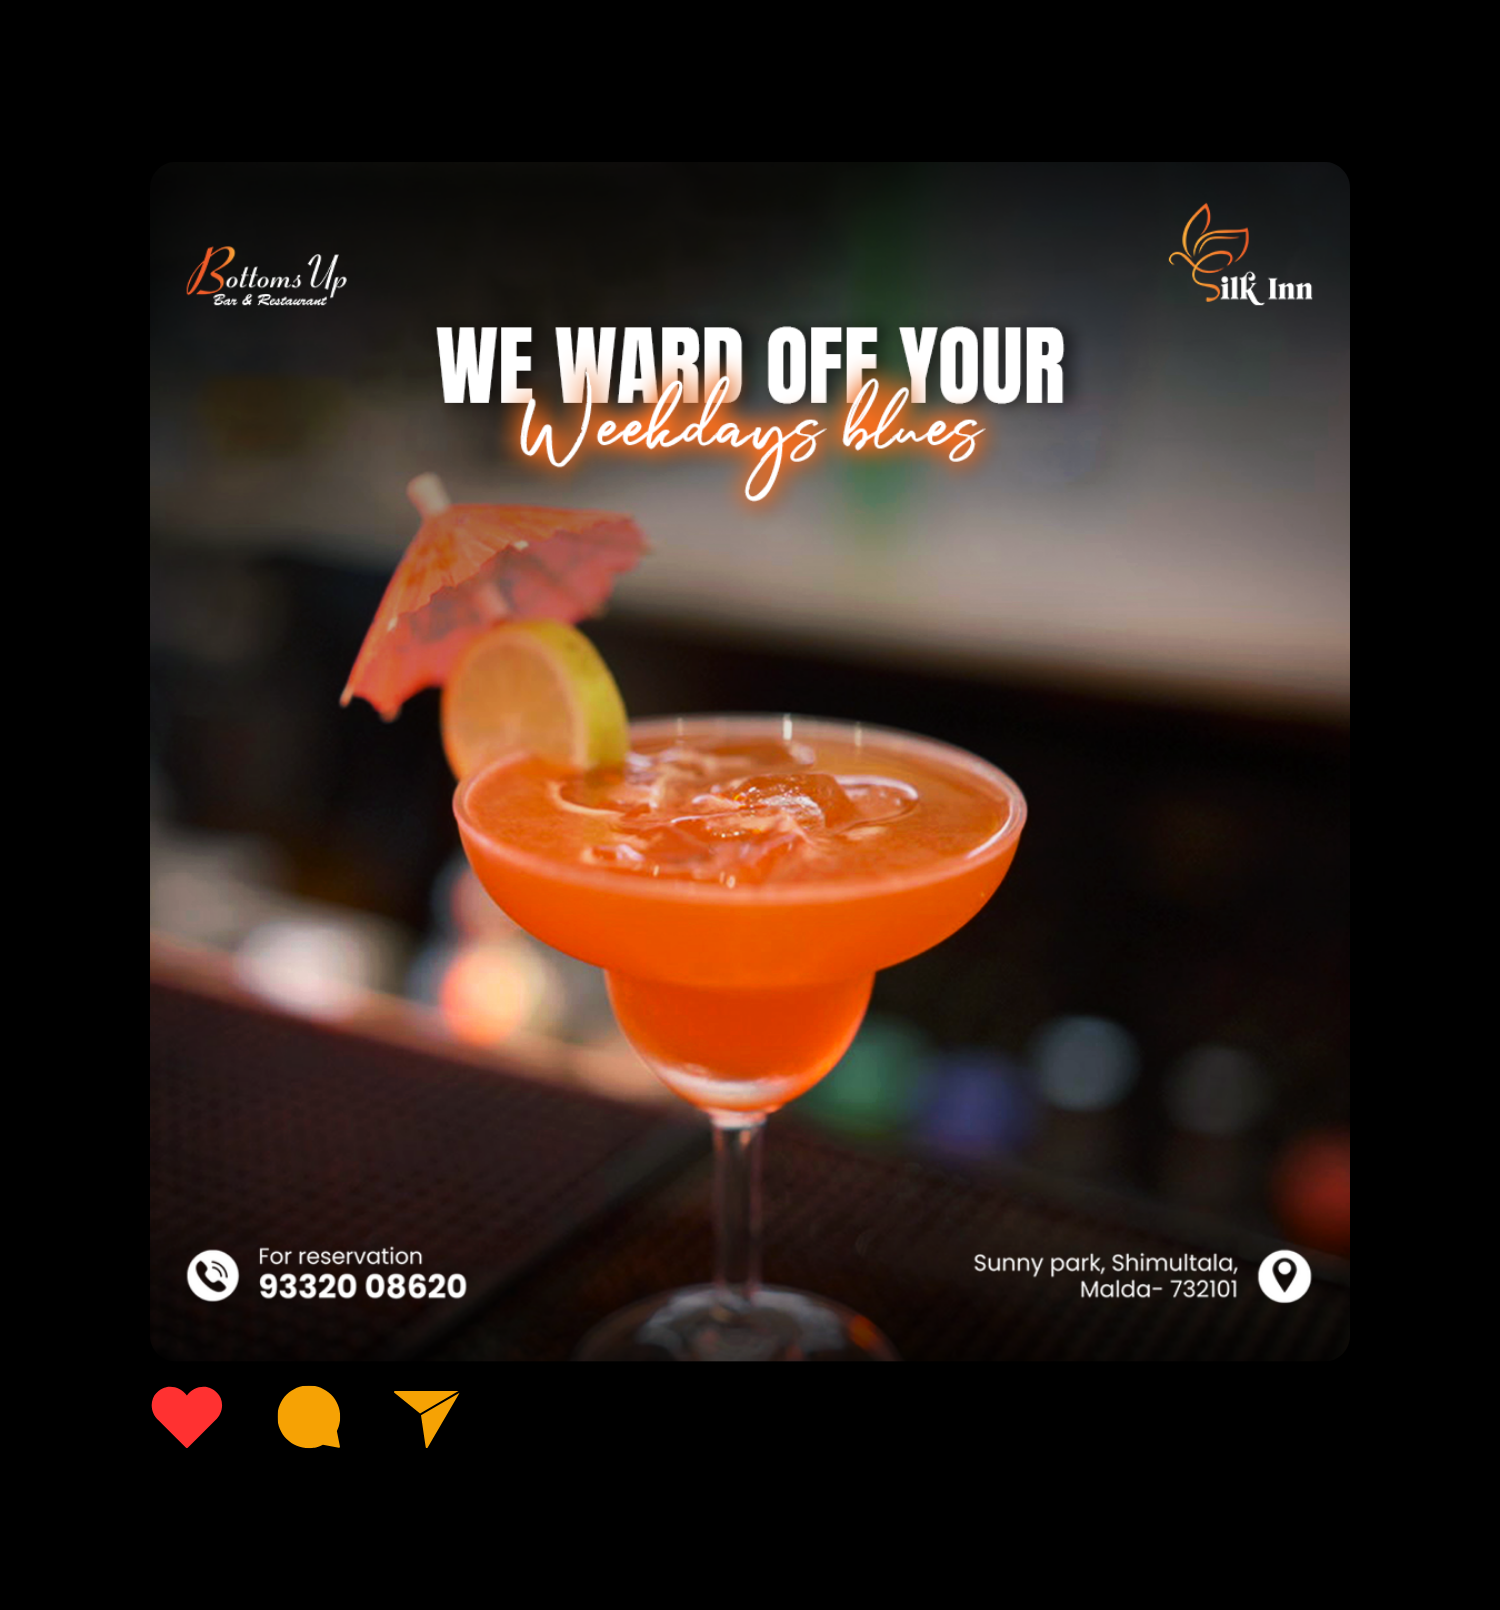 Bottoms Up
Bar & Restaurant
Silk Inn
WE WARD OFF YOUR
Weekdays blues
For reservation
93320 08620
Sunny park, Shimultala,
Malda- 732101